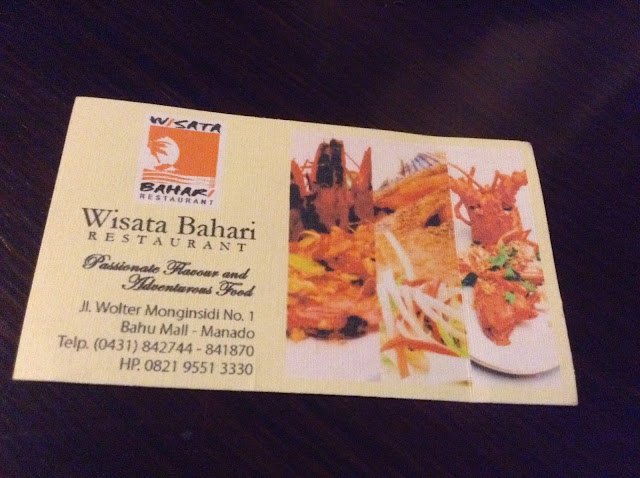 WISATA
BAHARI
RESTAURANT
Wisata Bahari
RESTAURANT
Passionate Flavour and
Adventurous Food
Jl. Wolter Monginsidi No. 1
Bahu Mall - Manado
Telp. (0431) 842744 - 841870
HP. 0821 9551 3330